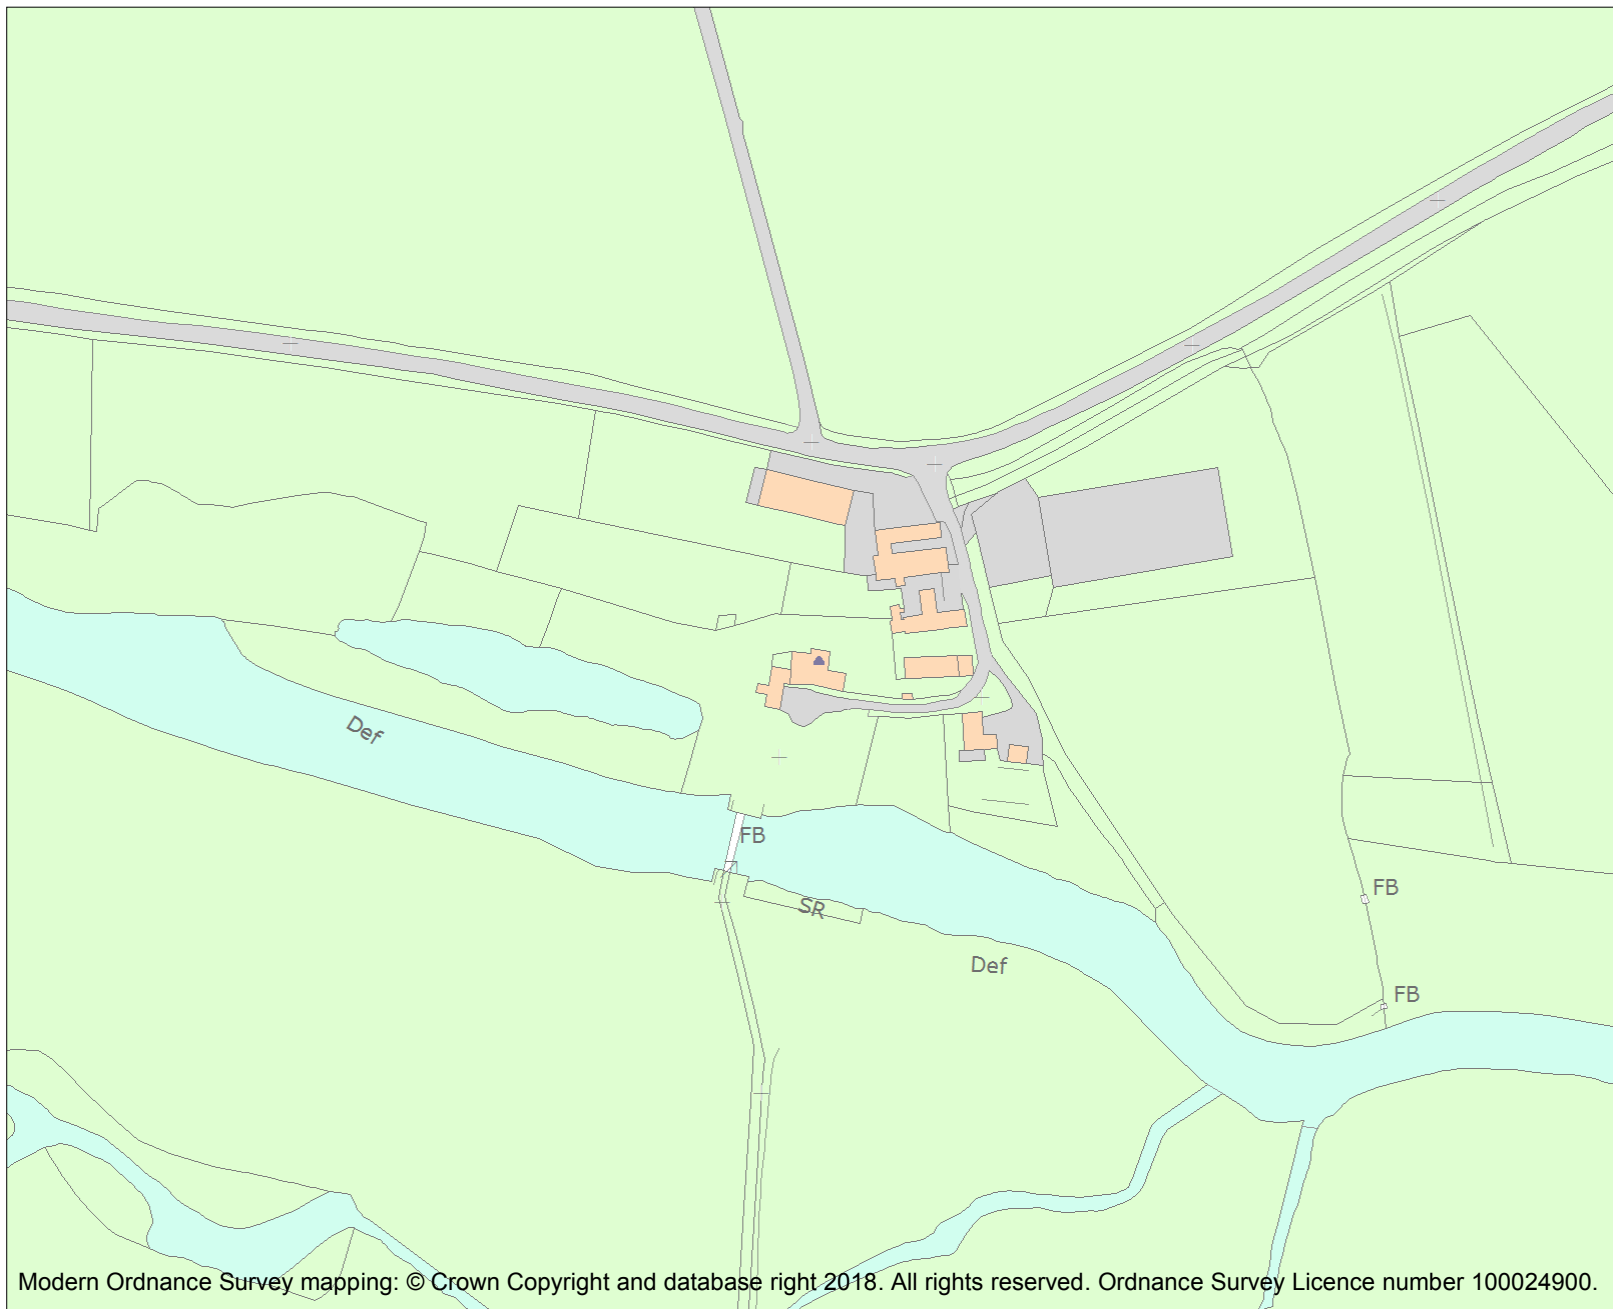 Def
FB
FB
SR
Def
FB
Modern Ordnance Survey mapping: © Crown Copyright and database right 2018. All rights reserved. Ordnance Survey Licence number 100024900.